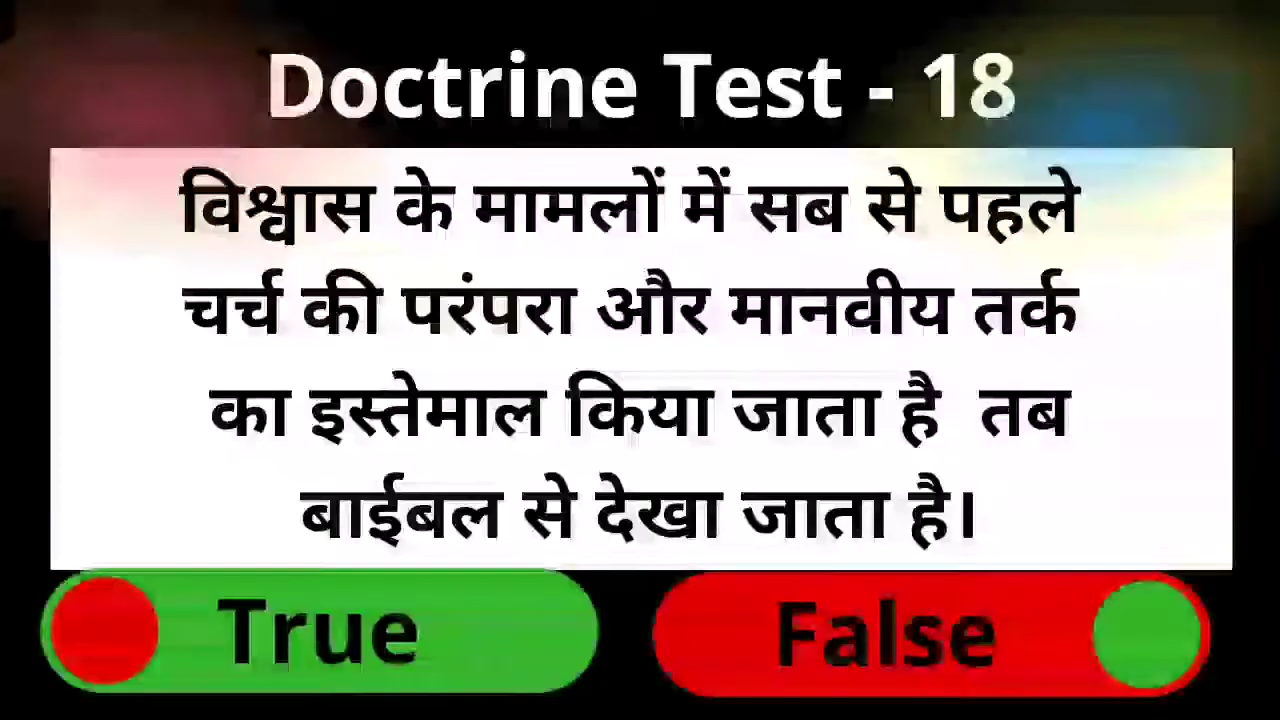 Doctrine Test - 18
विश्वास के मामलों में सब से पहले
चर्च की परंपरा और मानवीय तर्क
का इस्तेमाल किया जाता है तब
बाईबल से देखा जाता है।
True
False